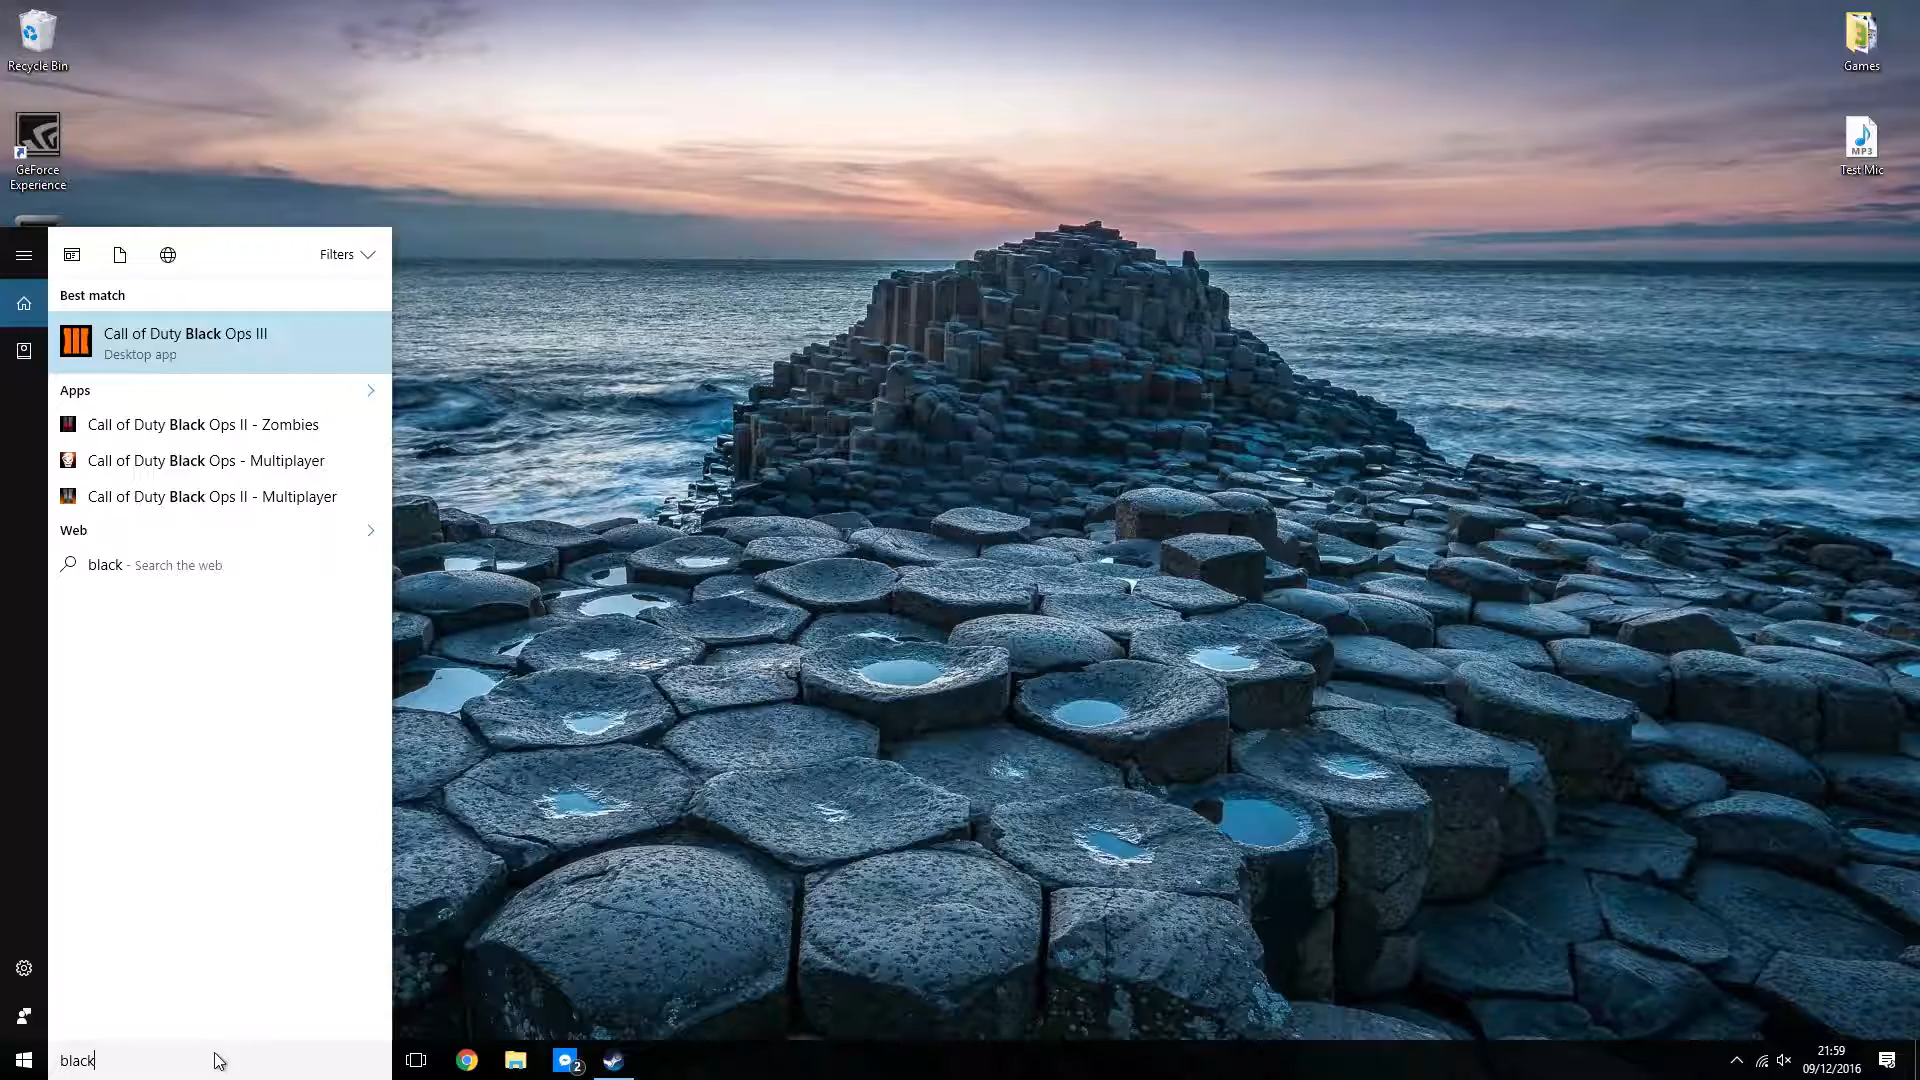 Recycle Bin
GeForce
Experience
Games
MP3
Test Mic
Filters
Best match
Call of Duty Black Ops III
Desktop app
Apps
Call of Duty Black Ops II - Zombies
Call of Duty Black Ops - Multiplayer
Call of Duty Black Ops II - Multiplayer
Web
black - Search the web
black
2
21:59
09/12/2016